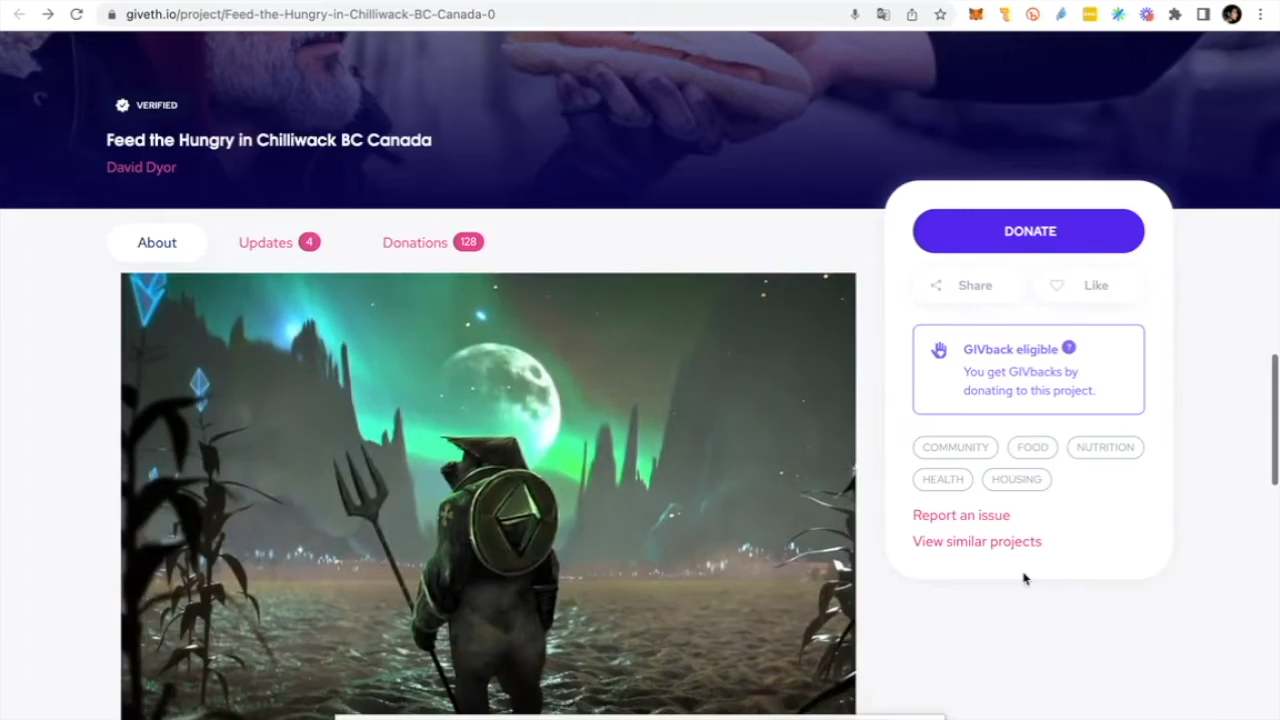 giveth.io/project/Feed-the-Hungry-in-Chilliwack-BC-Canada-0
VERIFIED
Feed the Hungry in Chilliwack BC Canada
David Dyor
About
Updates 4
Donations 128
DONATE
Share
Like
GIVback eligible ?
You get GIVbacks by
donating to this project.
COMMUNITY FOOD NUTRITION
HEALTH HOUSING
Report an issue
View similar projects